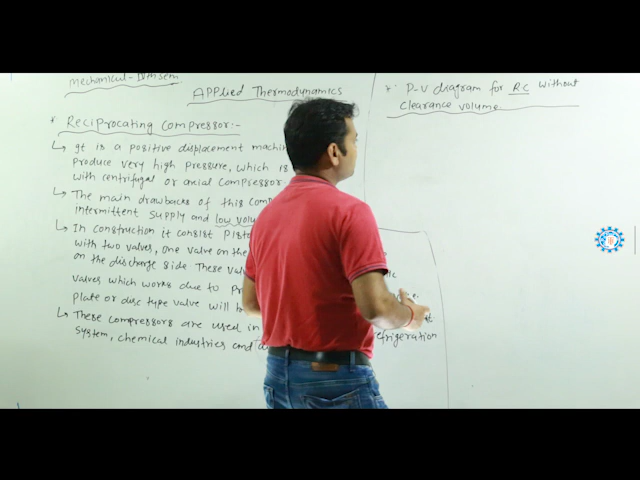 Mechanical - IVth sem
APPlied Thermodynamics
* Reciprocating Compressor:-
↳ It is a positive displacement machin
Produce very high pressure, which is
with centrifugal or axial compressor
↳ The main drawbacks of this Com
intermittent supply and low volu
↳ In construction it consist Pisto
with two valves, one valve on the
on the discharge side. These val
valves which works due to pr
plate or disc type valve will b
↳ These compressors are used in
system, chemical industries and refrigeration
* P-V diagram for RC without
Clearance volume